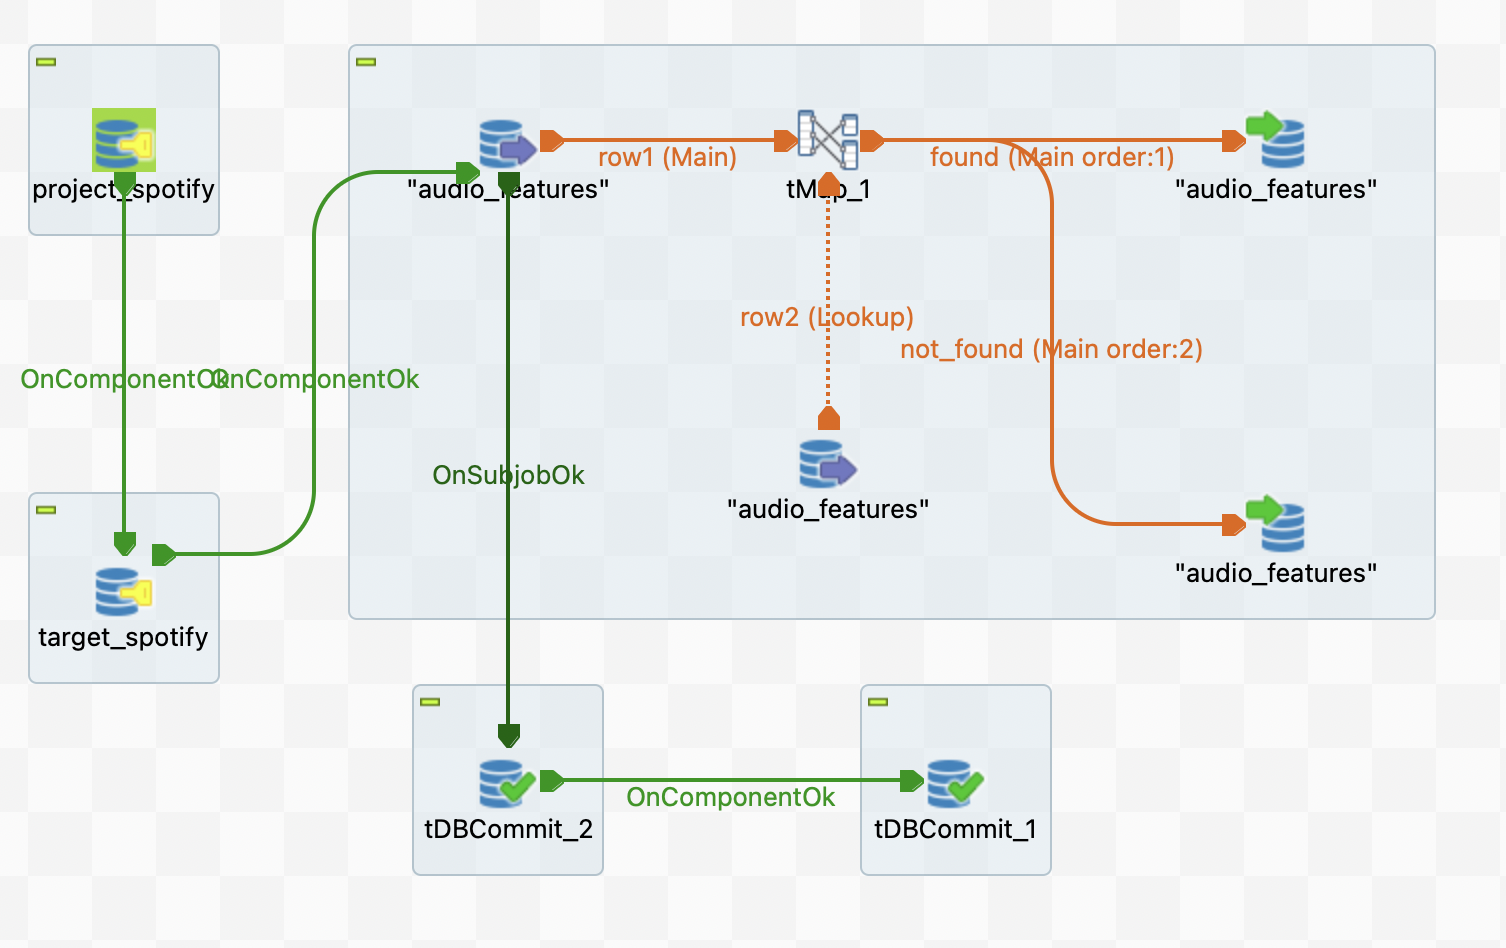 project_spotify
"audio_features"
row1 (Main)
tMap_1
found (Main order:1)
"audio_features"
row2 (Lookup)
not_found (Main order:2)
OnComponentOk
OnComponentOk
OnSubjobOk
"audio_features"
"audio_features"
target_spotify
tDBCommit_2
OnComponentOk
tDBCommit_1